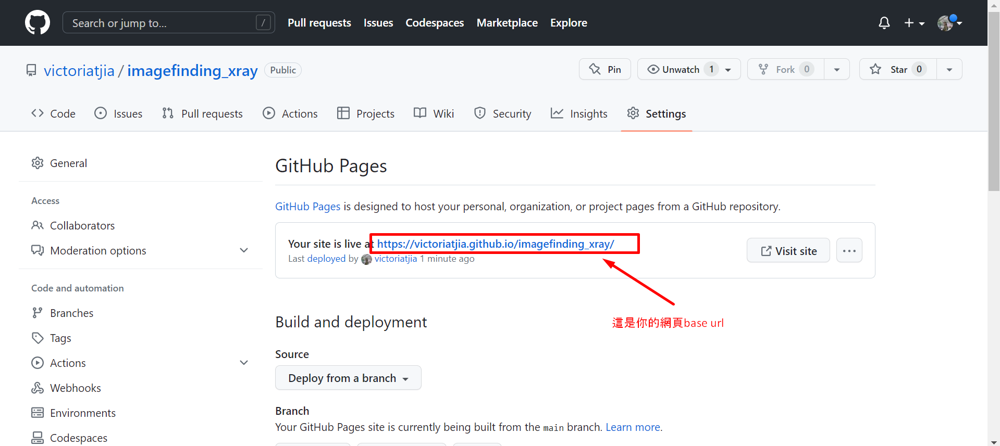 Search or jump to... /
Pull requests Issues Codespaces Marketplace Explore
victoriatjia / imagefinding_xray Public
Pin Unwatch 1 Fork 0 Star 0
Code Issues Pull requests Actions Projects Wiki Security Insights Settings
General
Access
Collaborators
Moderation options
Code and automation
Branches
Tags
Actions
Webhooks
Environments
Codespaces
GitHub Pages
GitHub Pages is designed to host your personal, organization, or project pages from a GitHub repository.
Your site is live at https://victoriatjia.github.io/imagefinding_xray/
Last deployed by victoriatjia 1 minute ago
Visit site
這是你的網頁base url
Build and deployment
Source
Deploy from a branch
Branch
Your GitHub Pages site is currently being built from the main branch. Learn more.